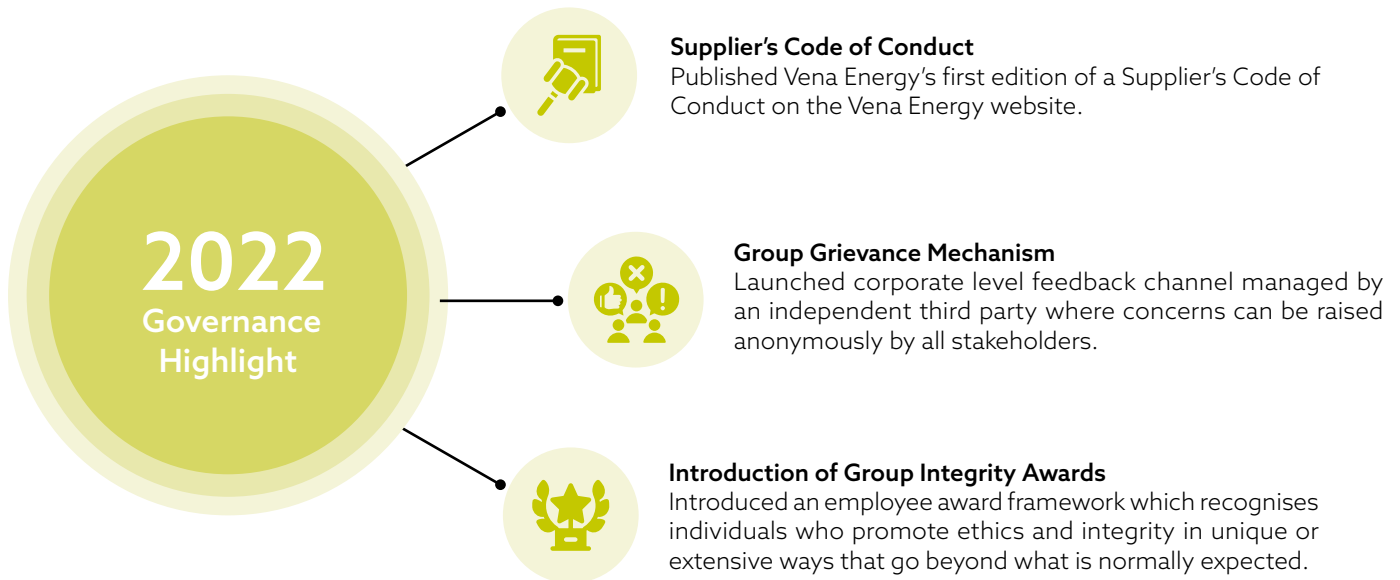 2022
Governance
Highlight
Supplier’s Code of Conduct
Published Vena Energy’s first edition of a Supplier’s Code of
Conduct on the Vena Energy website.
Group Grievance Mechanism
Launched corporate level feedback channel managed by
an independent third party where concerns can be raised
anonymously by all stakeholders.
Introduction of Group Integrity Awards
Introduced an employee award framework which recognises
individuals who promote ethics and integrity in unique or
extensive ways that go beyond what is normally expected.